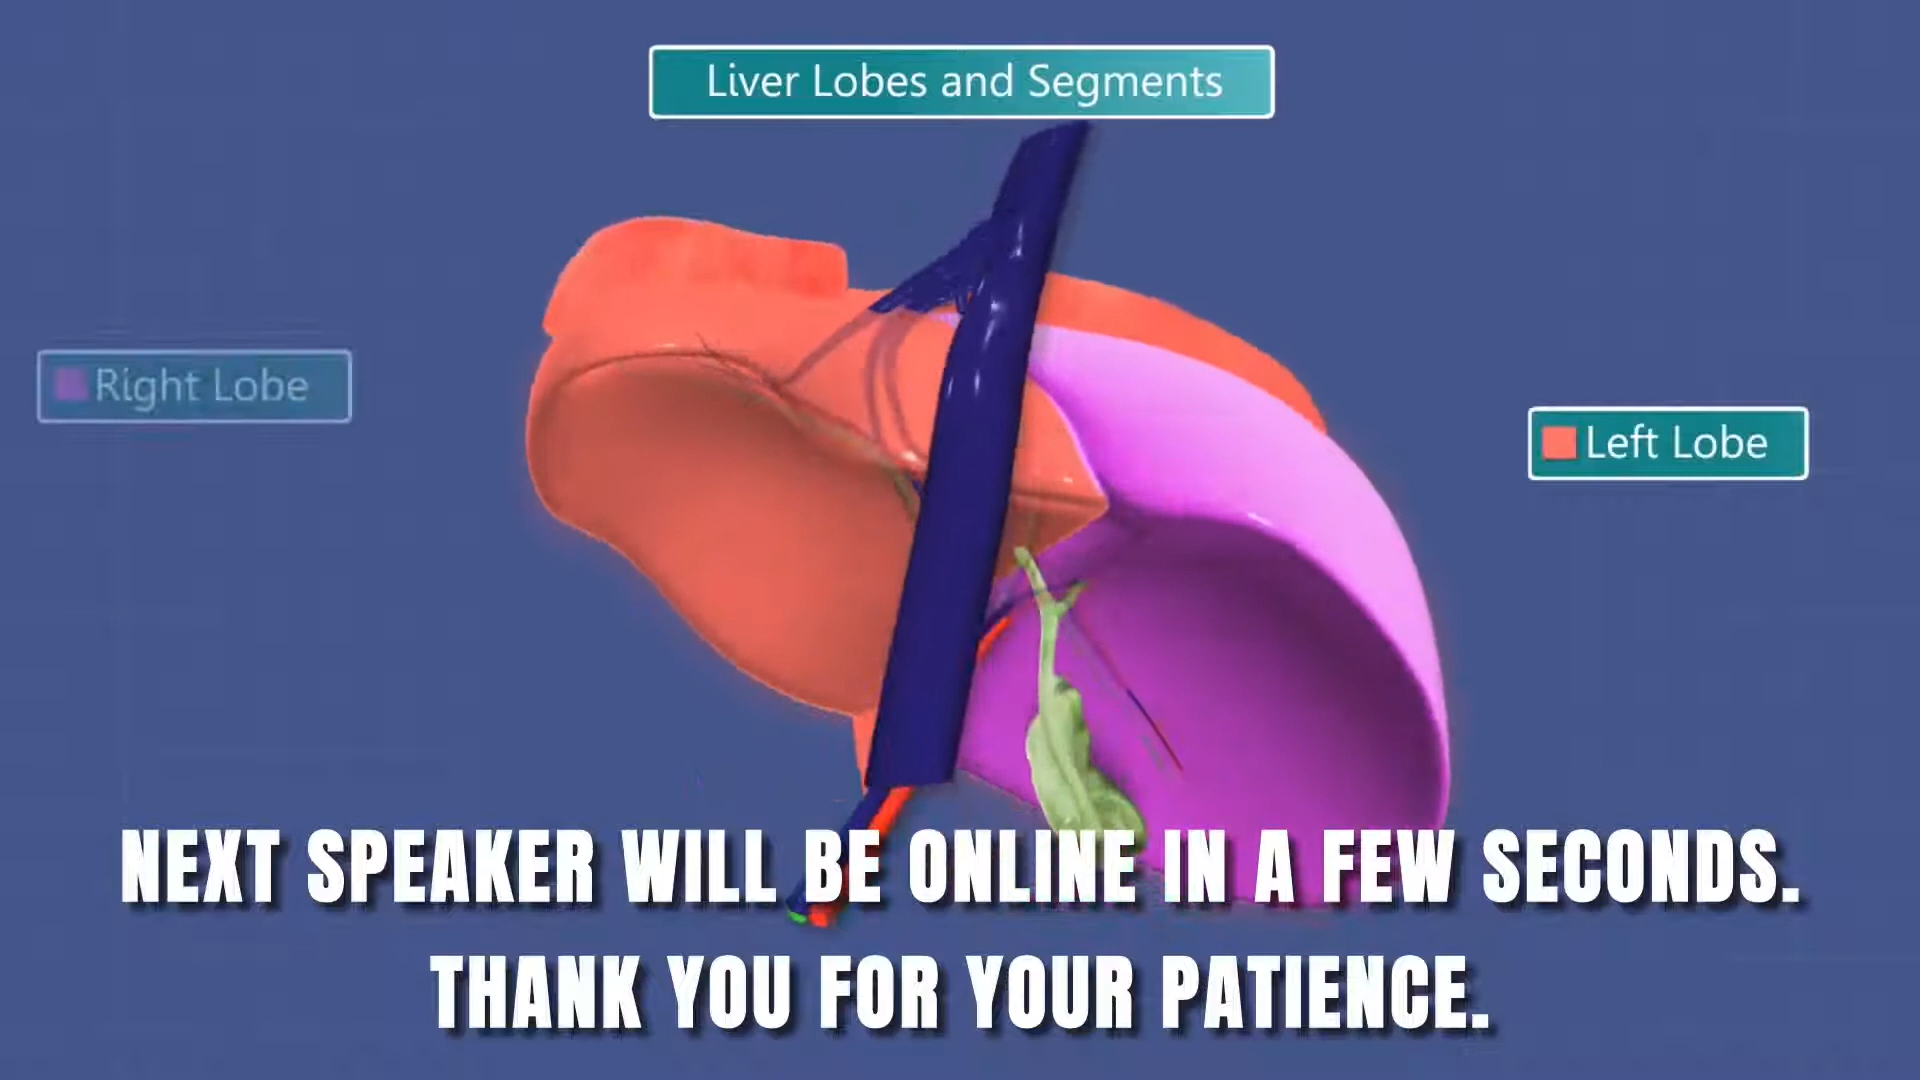 Liver Lobes and Segments
Right Lobe
Left Lobe
NEXT SPEAKER WILL BE ONLINE IN A FEW SECONDS.
THANK YOU FOR YOUR PATIENCE.